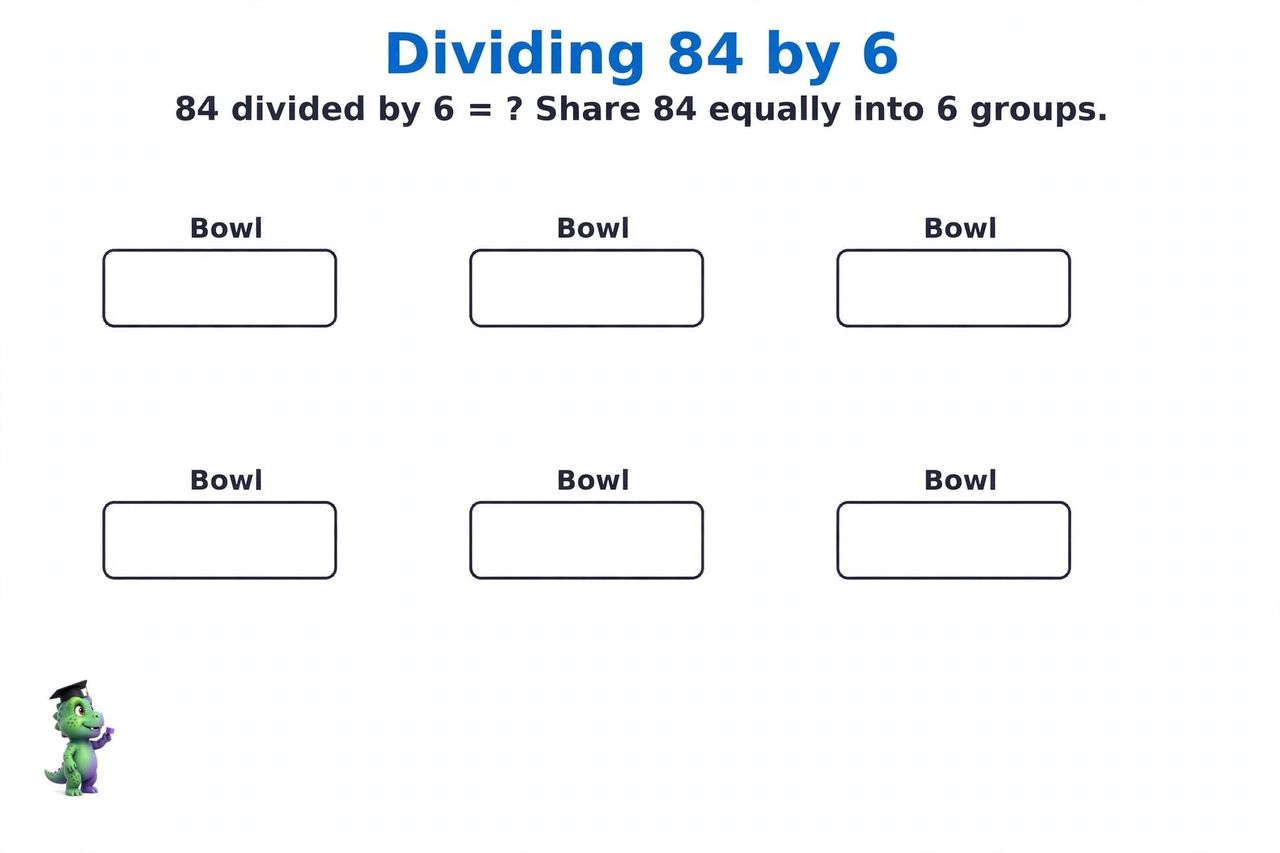 Dividing 84 by 6
84 divided by 6 = ? Share 84 equally into 6 groups.
Bowl Bowl Bowl
Bowl Bowl Bowl